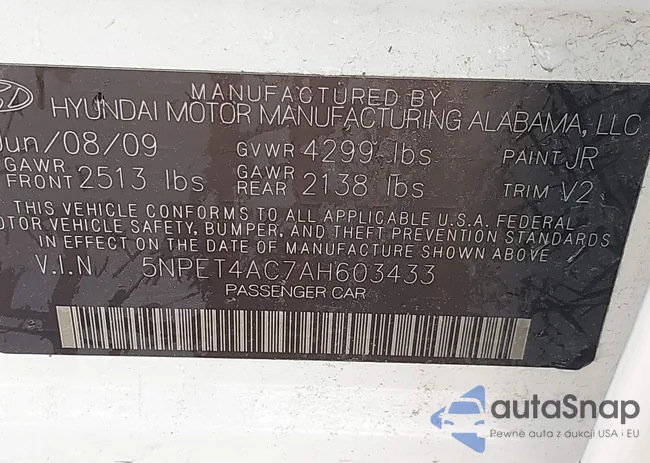 MANUFACTURED BY
HYUNDAI MOTOR MANUFACTURING ALABAMA, LLC
Jun/08/09 GVWR 4299 lbs PAINT JR
GAWR FRONT 2513 lbs GAWR REAR 2138 lbs TRIM V2
THIS VEHICLE CONFORMS TO ALL APPLICABLE U.S.A. FEDERAL
MOTOR VEHICLE SAFETY, BUMPER, AND THEFT PREVENTION STANDARDS
IN EFFECT ON THE DATE OF MANUFACTURE SHOWN ABOVE
V.I.N 5NPET4AC7AH603433
PASSENGER CAR
autaSnap
Pewne auta z aukcji USA i EU